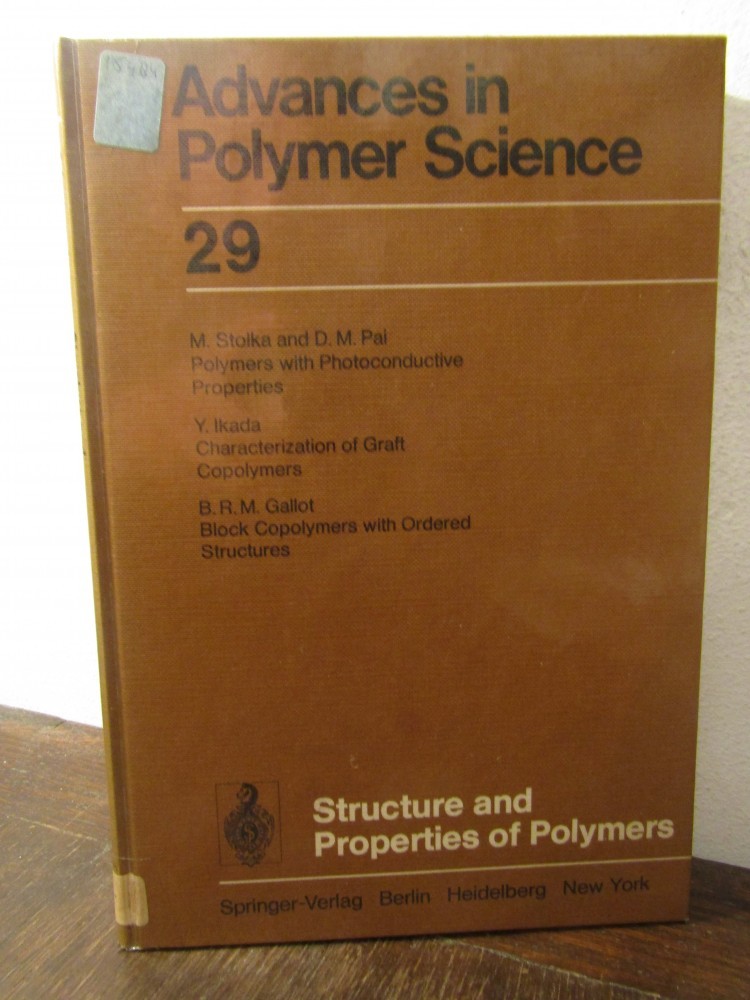 Advances in
Polymer Science
29
M. Stolka and D. M. Pai
Polymers with Photoconductive
Properties
Y. Ikada
Characterization of Graft
Copolymers
B. R. M. Gallot
Block Copolymers with Ordered
Structures
Structure and
Properties of Polymers
Springer-Verlag Berlin Heidelberg New York